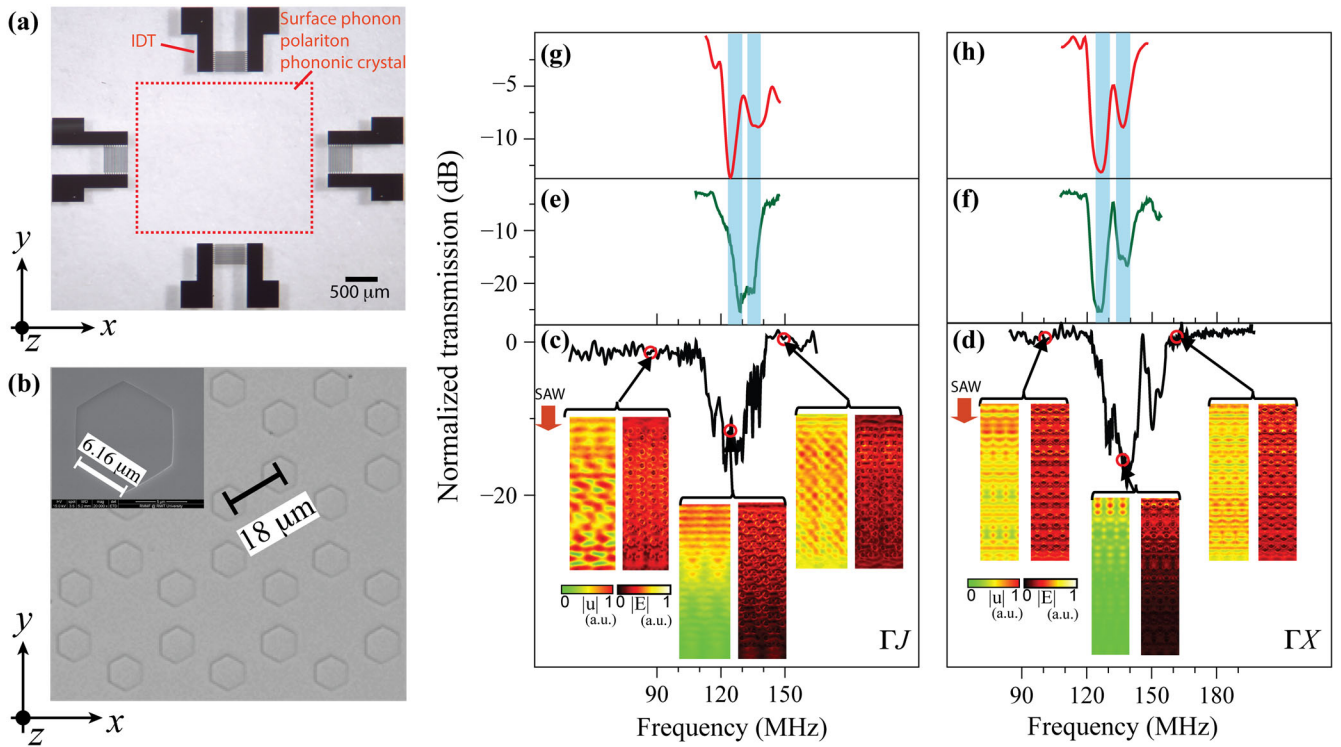 (a)
IDT
Surface phonon
polariton
phononic crystal
500 μm
y
x
z
(b)
6.16 μm
18 μm
y
x
z
Normalized transmission (dB)
(g)
−5
−10
(h)
(e)
−10
−20
(f)
(c)
0
−20
SAW
0 |u| 1
(a.u.)
0 |E| 1
(a.u.)
ΓJ
90 120 150
Frequency (MHz)
(d)
SAW
0 |u| 1
(a.u.)
0 |E| 1
(a.u.)
ΓX
90 120 150 180
Frequency (MHz)